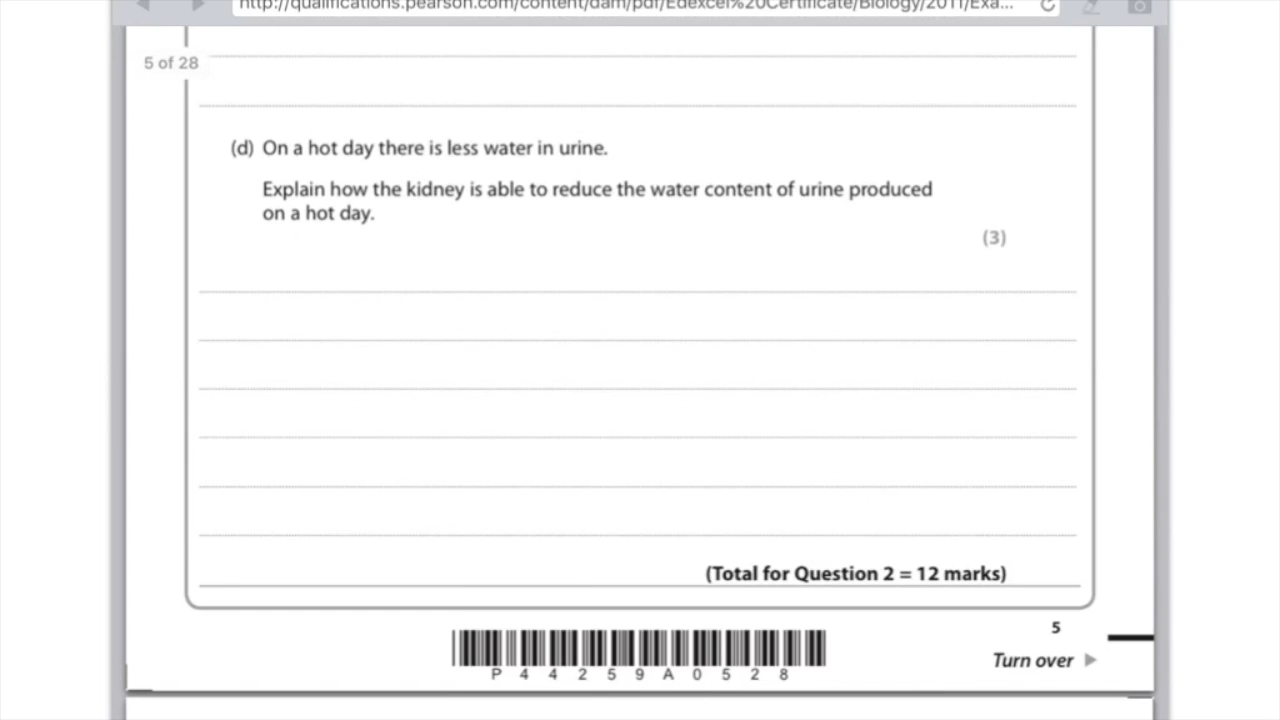 http://qualifications.pearson.com/content/dam/pdf/Edexcel%20Certificate/Biology/2011/Exa...
5 of 28
(d) On a hot day there is less water in urine.
Explain how the kidney is able to reduce the water content of urine produced
on a hot day.
(3)
(Total for Question 2 = 12 marks)
5
P 4 4 2 5 9 A 0 5 2 8
Turn over